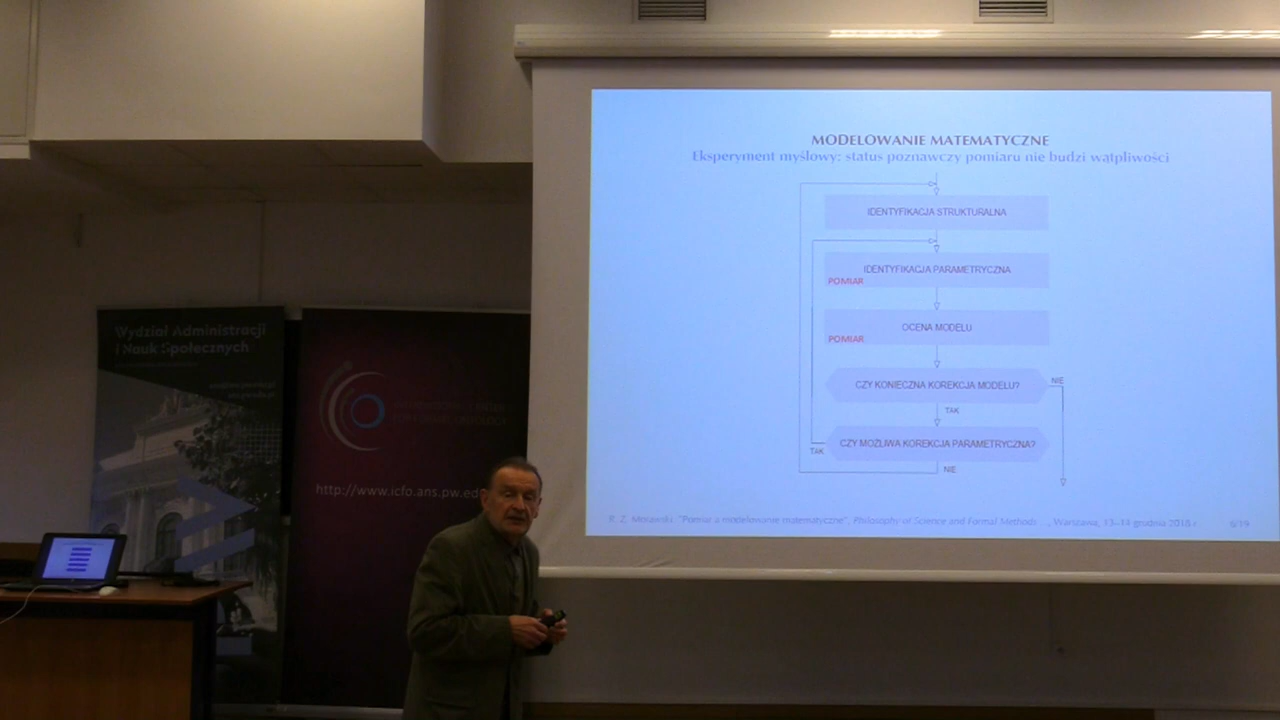 MODELOWANIE MATEMATYCZNE
Eksperyment myślowy: status poznawczy pomiaru nie budzi wątpliwości
IDENTYFIKACJA STRUKTURALNA
IDENTYFIKACJA PARAMETRYCZNA
POMIAR
OCENA MODELU
POMIAR
CZY KONIECZNA KOREKCJA MODELU?
NIE
TAK
CZY MOŻLIWA KOREKCJA PARAMETRYCZNA?
TAK
NIE
R. Z. Morawski, "Pomiar a modelowanie matematyczne", Philosophy of Science and Formal Methods ..., Warszawa, 13–14 grudnia 2018 r.
6/19
Wydział Administracji
i Nauk Społecznych
http://www.icfo.ans.pw.ed